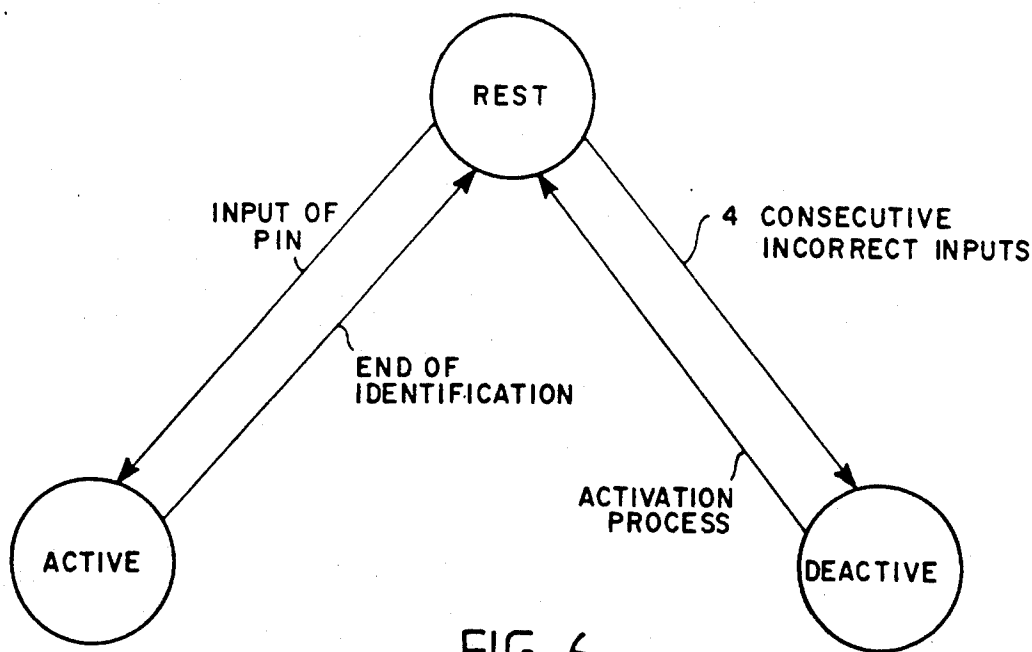 REST
INPUT OF
PIN
4 CONSECUTIVE
INCORRECT INPUTS
END OF
IDENTIFICATION
ACTIVATION
PROCESS
ACTIVE
DEACTIVE
FIG. 6